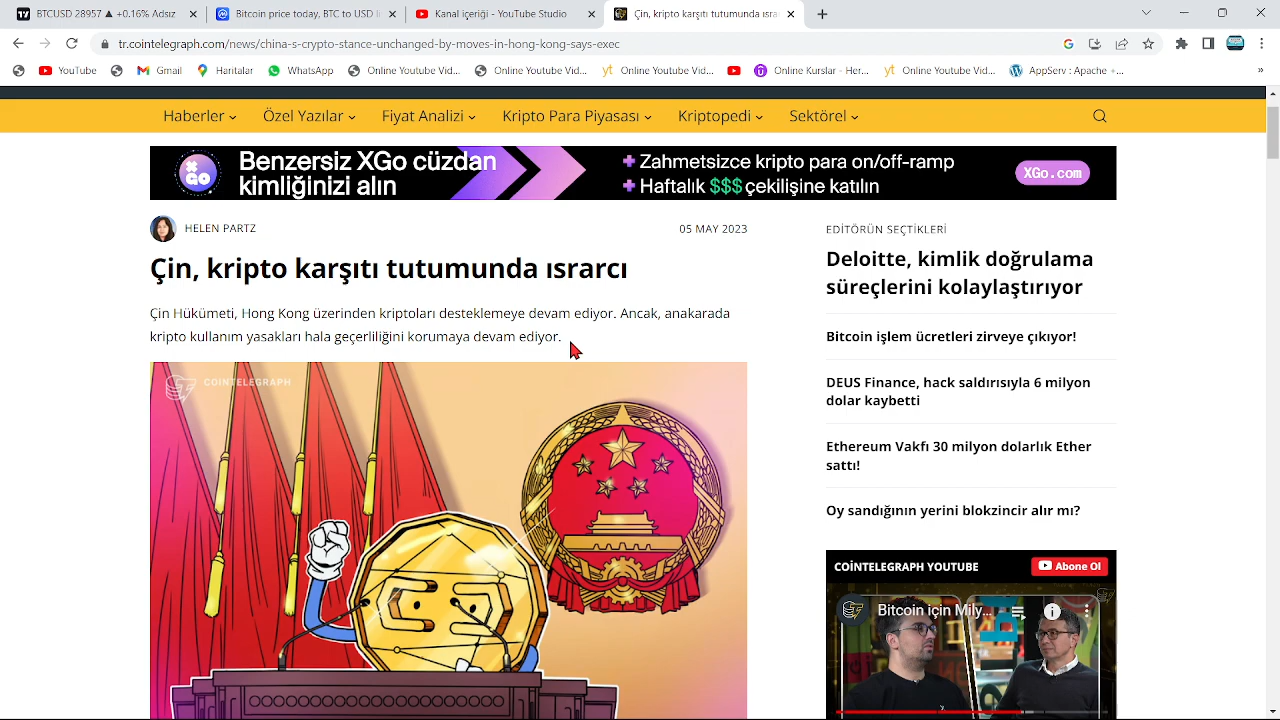 BTCUSD 28957 ▲ +0.16% Ayrıs
Bitcoin price today, BTC to USD li
Kanal içeriği - YouTube Studio
Çin, kripto karşıtı tutumunda ısra
tr.cointelegraph.com/news/china-s-crypto-stance-unchanged-by-moves-in-hong-kong-says-exec
YouTube
Gmail
Haritalar
WhatsApp
Online Youtube Vid...
Online Youtube Vid...
Online Kurslar - Her...
Online Youtube Vid...
AppServ : Apache +...
»
Haberler
Özel Yazılar
Fiyat Analizi
Kripto Para Piyasası
Kriptopedi
Sektörel
XGO
Benzersiz XGo cüzdan
kimliğinizi alın
+ Zahmetsizce kripto para on/off-ramp
+ Haftalık $$$ çekilişine katılın
XGo.com
HELEN PARTZ
05 MAY 2023
Çin, kripto karşıtı tutumunda ısrarcı
Çin Hükümeti, Hong Kong üzerinden kriptoları desteklemeye devam ediyor. Ancak, anakarada
kripto kullanım yasakları hala geçerliliğini korumaya devam ediyor.
COINTELEGRAPH
EDİTÖRÜN SEÇTİKLERİ
Deloitte, kimlik doğrulama
süreçlerini kolaylaştırıyor
Bitcoin işlem ücretleri zirveye çıkıyor!
DEUS Finance, hack saldırısıyla 6 milyon
dolar kaybetti
Ethereum Vakfı 30 milyon dolarlık Ether
sattı!
Oy sandığının yerini blokzincir alır mı?
COİNTELEGRAPH YOUTUBE
Abone Ol
Bitcoin için Mily...